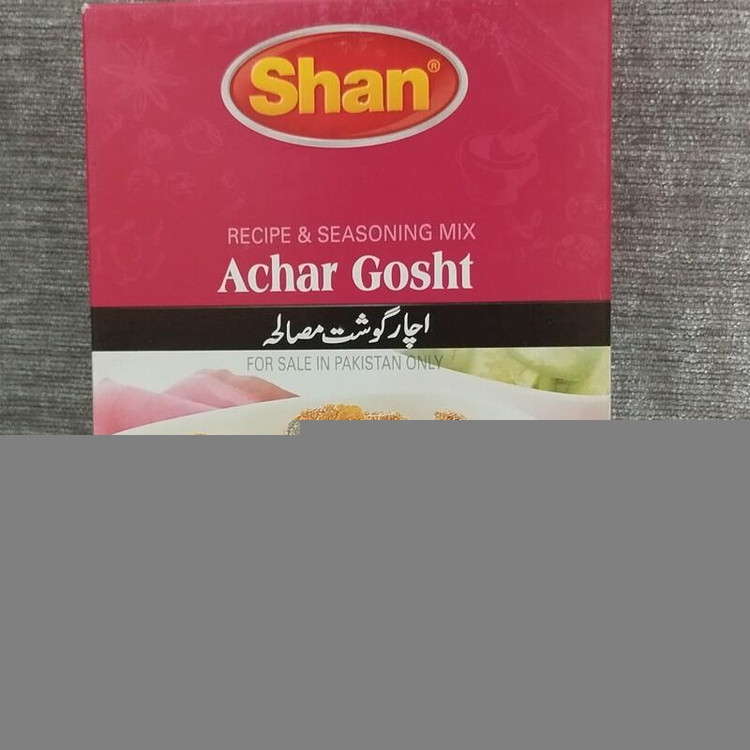 Shan®
RECIPE & SEASONING MIX
Achar Gosht
اچار گوشت مصالحہ
FOR SALE IN PAKISTAN ONLY